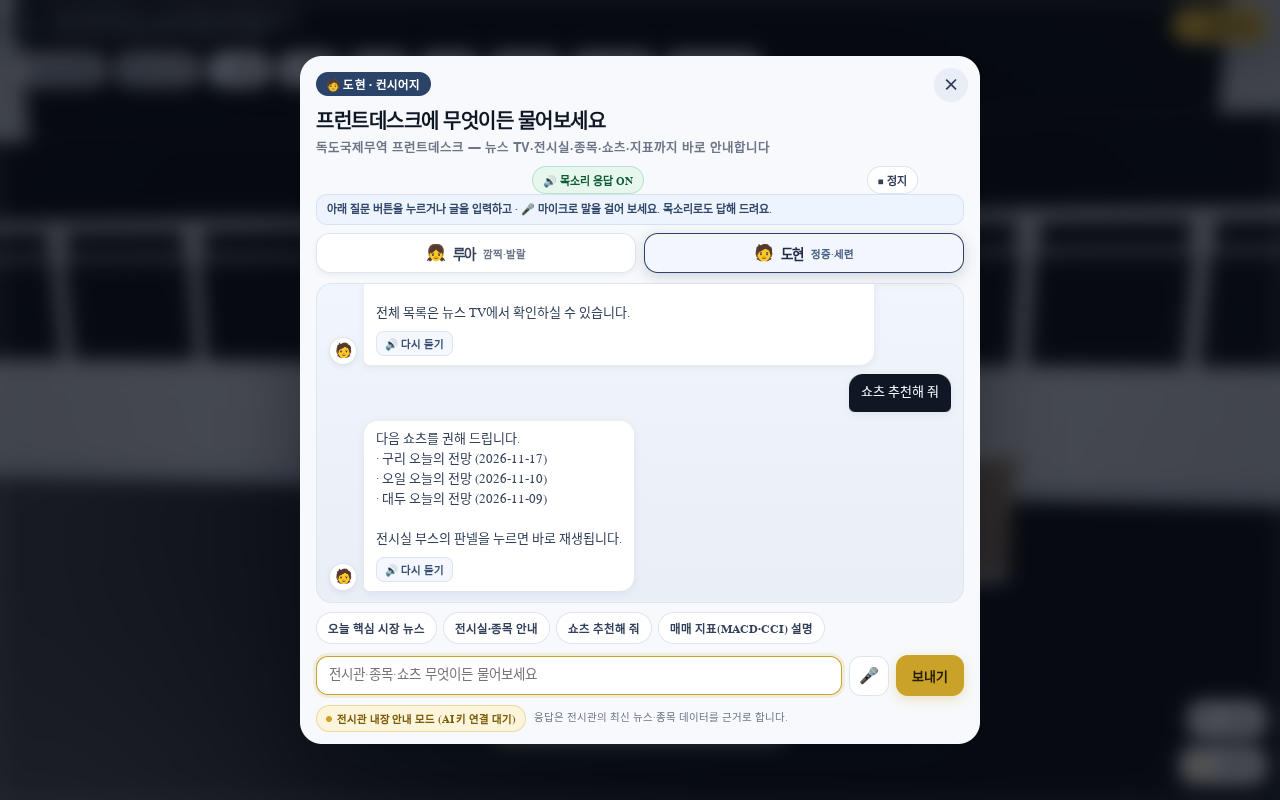 도현 · 컨시어지
✕
프런트데스크에 무엇이든 물어보세요
독도국제무역 프런트데스크 — 뉴스 TV·전시실·종목·쇼츠·지표까지 바로 안내합니다
🔊 목소리 응답 ON
⏹ 정지
아래 질문 버튼을 누르거나 글을 입력하고 · 🎤 마이크로 말을 걸어 보세요. 목소리로도 답해 드려요.
루아 깜찍·발랄
도현 정중·세련
전체 목록은 뉴스 TV에서 확인하실 수 있습니다.
🔊 다시 듣기
쇼츠 추천해 줘
다음 쇼츠를 권해 드립니다.
· 구리 오늘의 전망 (2026-11-17)
· 오일 오늘의 전망 (2026-11-10)
· 대두 오늘의 전망 (2026-11-09)
전시실 부스의 판넬을 누르면 바로 재생됩니다.
🔊 다시 듣기
오늘 핵심 시장 뉴스
전시실·종목 안내
쇼츠 추천해 줘
매매 지표(MACD·CCI) 설명
전시관·종목·쇼츠 무엇이든 물어보세요
보내기
전시관 내장 안내 모드 (AI 키 연결 대기)
응답은 전시관의 최신 뉴스·종목 데이터를 근거로 합니다.